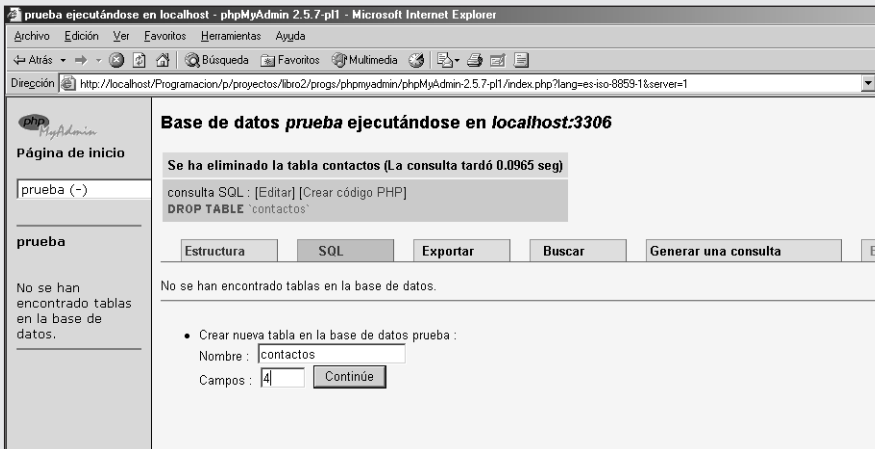 prueba ejecutándose en localhost - phpMyAdmin 2.5.7-pl1 - Microsoft Internet Explorer
Archivo Edición Ver Favoritos Herramientas Ayuda
Atrás Búsqueda Favoritos Multimedia
Dirección http://localhost/Programacion/p/proyectos/libro2/progs/phpmyadmin/phpMyAdmin-2.5.7-pl1/index.php?lang=es-iso-8859-1&server=1
php
MyAdmin
Página de inicio
prueba (-)
prueba
No se han
encontrado tablas
en la base de
datos.
Base de datos prueba ejecutándose en localhost:3306
Se ha eliminado la tabla contactos (La consulta tardó 0.0965 seg)
consulta SQL : [Editar] [Crear código PHP]
DROP TABLE `contactos`
Estructura SQL Exportar Buscar Generar una consulta E
No se han encontrado tablas en la base de datos.
• Crear nueva tabla en la base de datos prueba :
Nombre : contactos
Campos : 4 Continúe